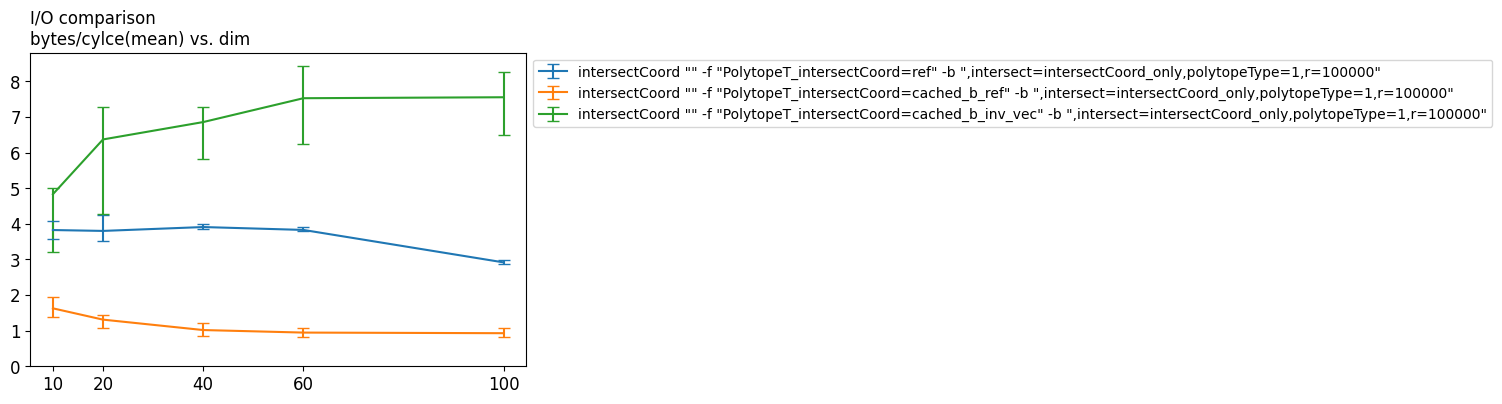 I/O comparison
bytes/cylce(mean) vs. dim
8
7
6
5
4
3
2
1
0
10 20 40 60 100
intersectCoord "" -f "PolytopeT_intersectCoord=ref" -b ",intersect=intersectCoord_only,polytopeType=1,r=100000"
intersectCoord "" -f "PolytopeT_intersectCoord=cached_b_ref" -b ",intersect=intersectCoord_only,polytopeType=1,r=100000"
intersectCoord "" -f "PolytopeT_intersectCoord=cached_b_inv_vec" -b ",intersect=intersectCoord_only,polytopeType=1,r=100000"